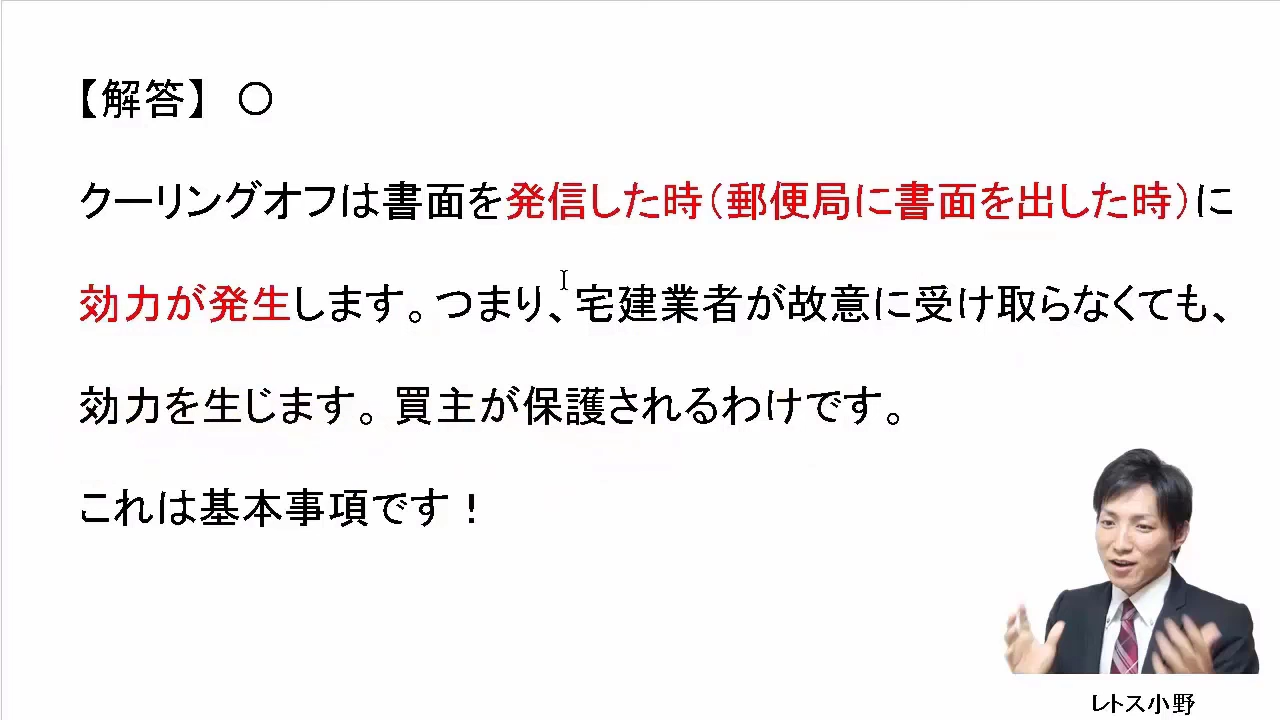 【解答】 〇
クーリングオフは書面を発信した時（郵便局に書面を出した時）に
効力が発生します。つまり、宅建業者が故意に受け取らなくても、
効力を生じます。買主が保護されるわけです。
これは基本事項です！
レトス小野